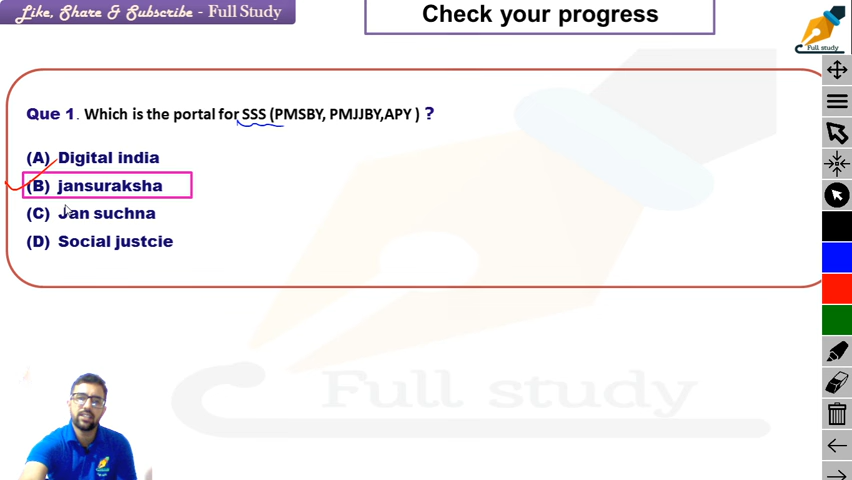 Like, Share & Subscribe - Full Study
Check your progress
Full study
Que 1. Which is the portal for SSS (PMSBY, PMJJBY,APY ) ?
(A) Digital india
(B) jansuraksha
(C) Jan suchna
(D) Social justcie
Full study